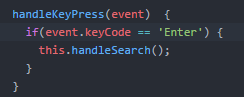 handleKeyPress(event) {
if(event.keyCode == 'Enter') {
this.handleSearch();
}
}